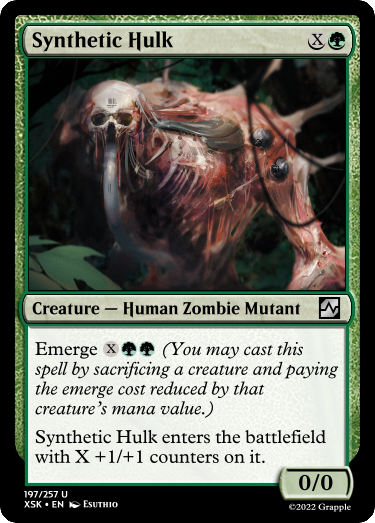 Synthetic Hulk X
Creature — Human Zombie Mutant
Emerge X (You may cast this
spell by sacrificing a creature and paying
the emerge cost reduced by that
creature's mana value.)
Synthetic Hulk enters the battlefield
with X +1/+1 counters on it.
0/0
197/257 U
XSK • EN Esuthio
©2022 Grapple